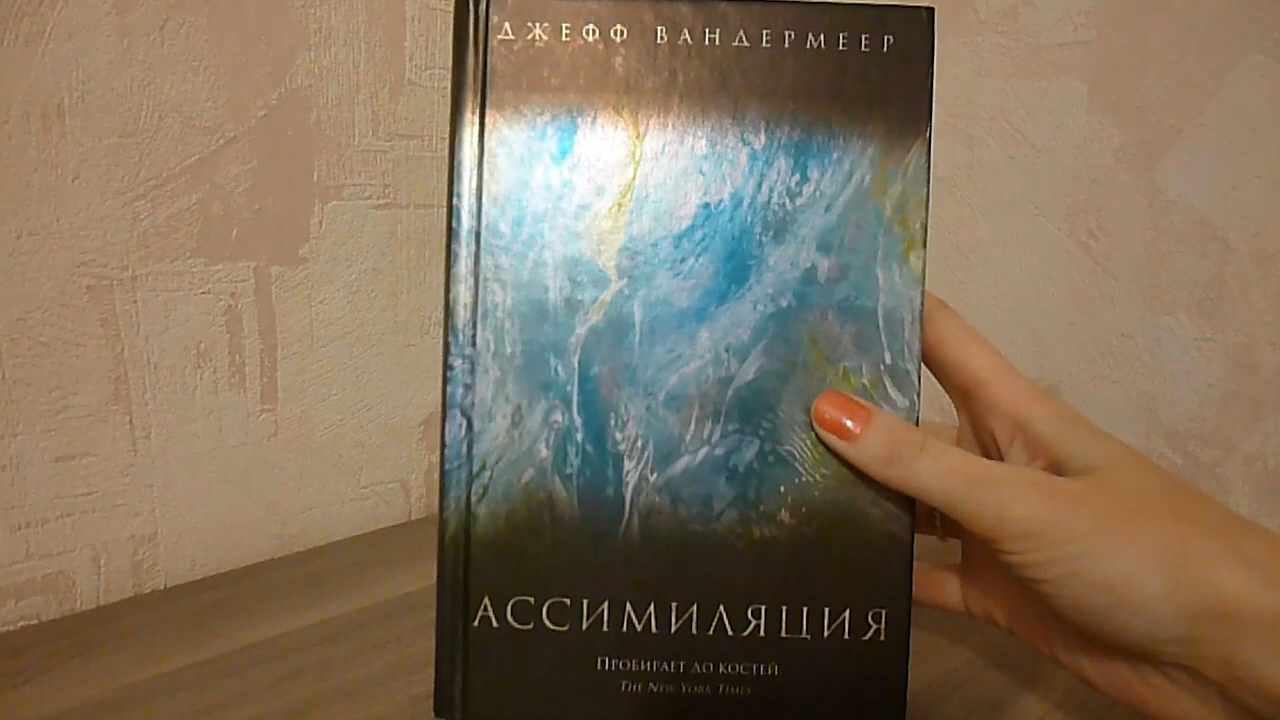 ДЖЕФФ ВАНДЕРМЕЕР
АССИМИЛЯЦИЯ
ПРОБИРАЕТ ДО КОСТЕЙ
THE NEW YORK TIMES